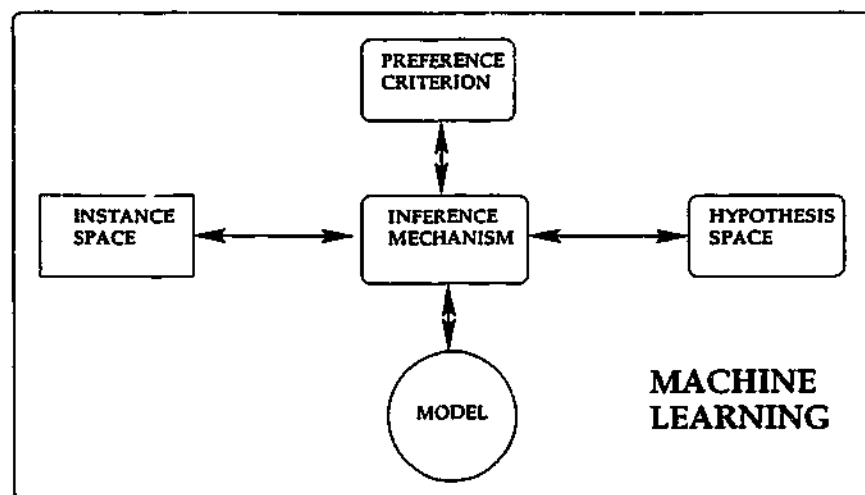 PREFERENCE
CRITERION
INSTANCE
SPACE
INFERENCE
MECHANISM
HYPOTHESIS
SPACE
MODEL
MACHINE
LEARNING